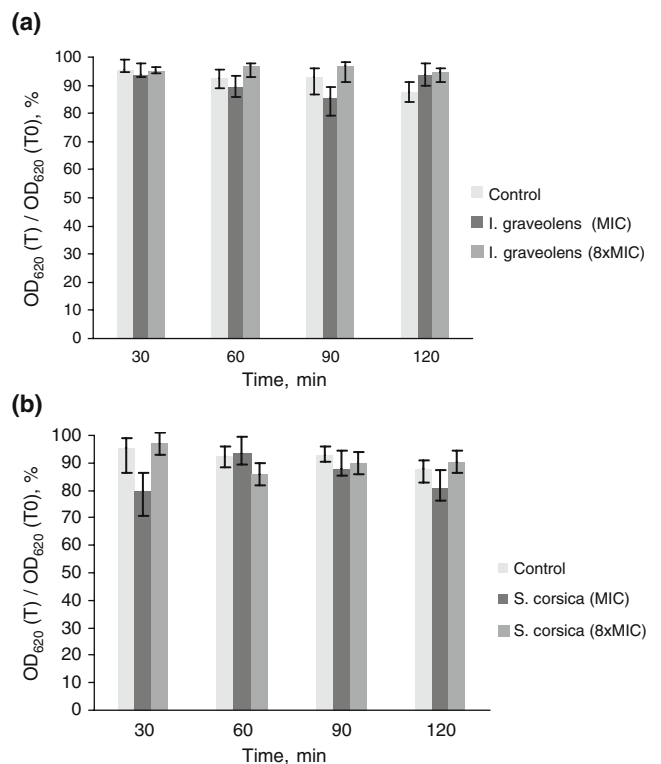 (a)
100
90
80
70
60
50
40
30
20
10
0
OD620 (T) / OD620 (T0), %
30 60 90 120
Time, min
Control
I. graveolens (MIC)
I. graveolens (8xMIC)
(b)
100
90
80
70
60
50
40
30
20
10
0
OD620 (T) / OD620 (T0), %
30 60 90 120
Time, min
Control
S. corsica (MIC)
S. corsica (8xMIC)